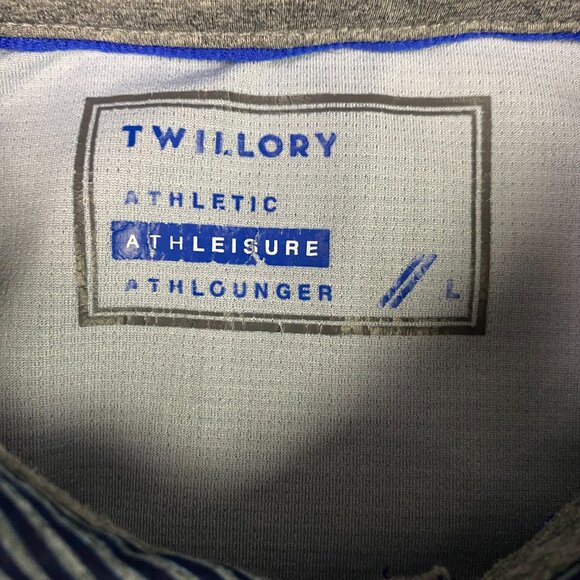 TWILLORY
ATHLETIC
ATHLEISURE
ATHLOUNGER
L